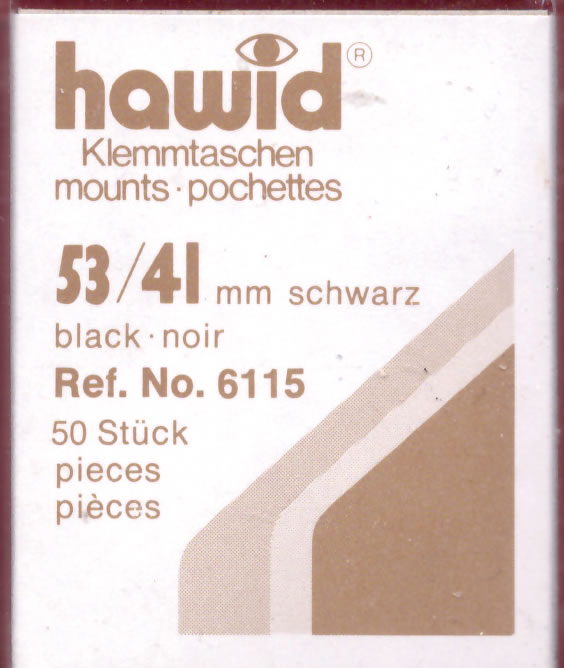 hawid ®
Klemmtaschen
mounts · pochettes
53/41 mm schwarz
black · noir
Ref. No. 6115
50 Stück
pieces
pièces